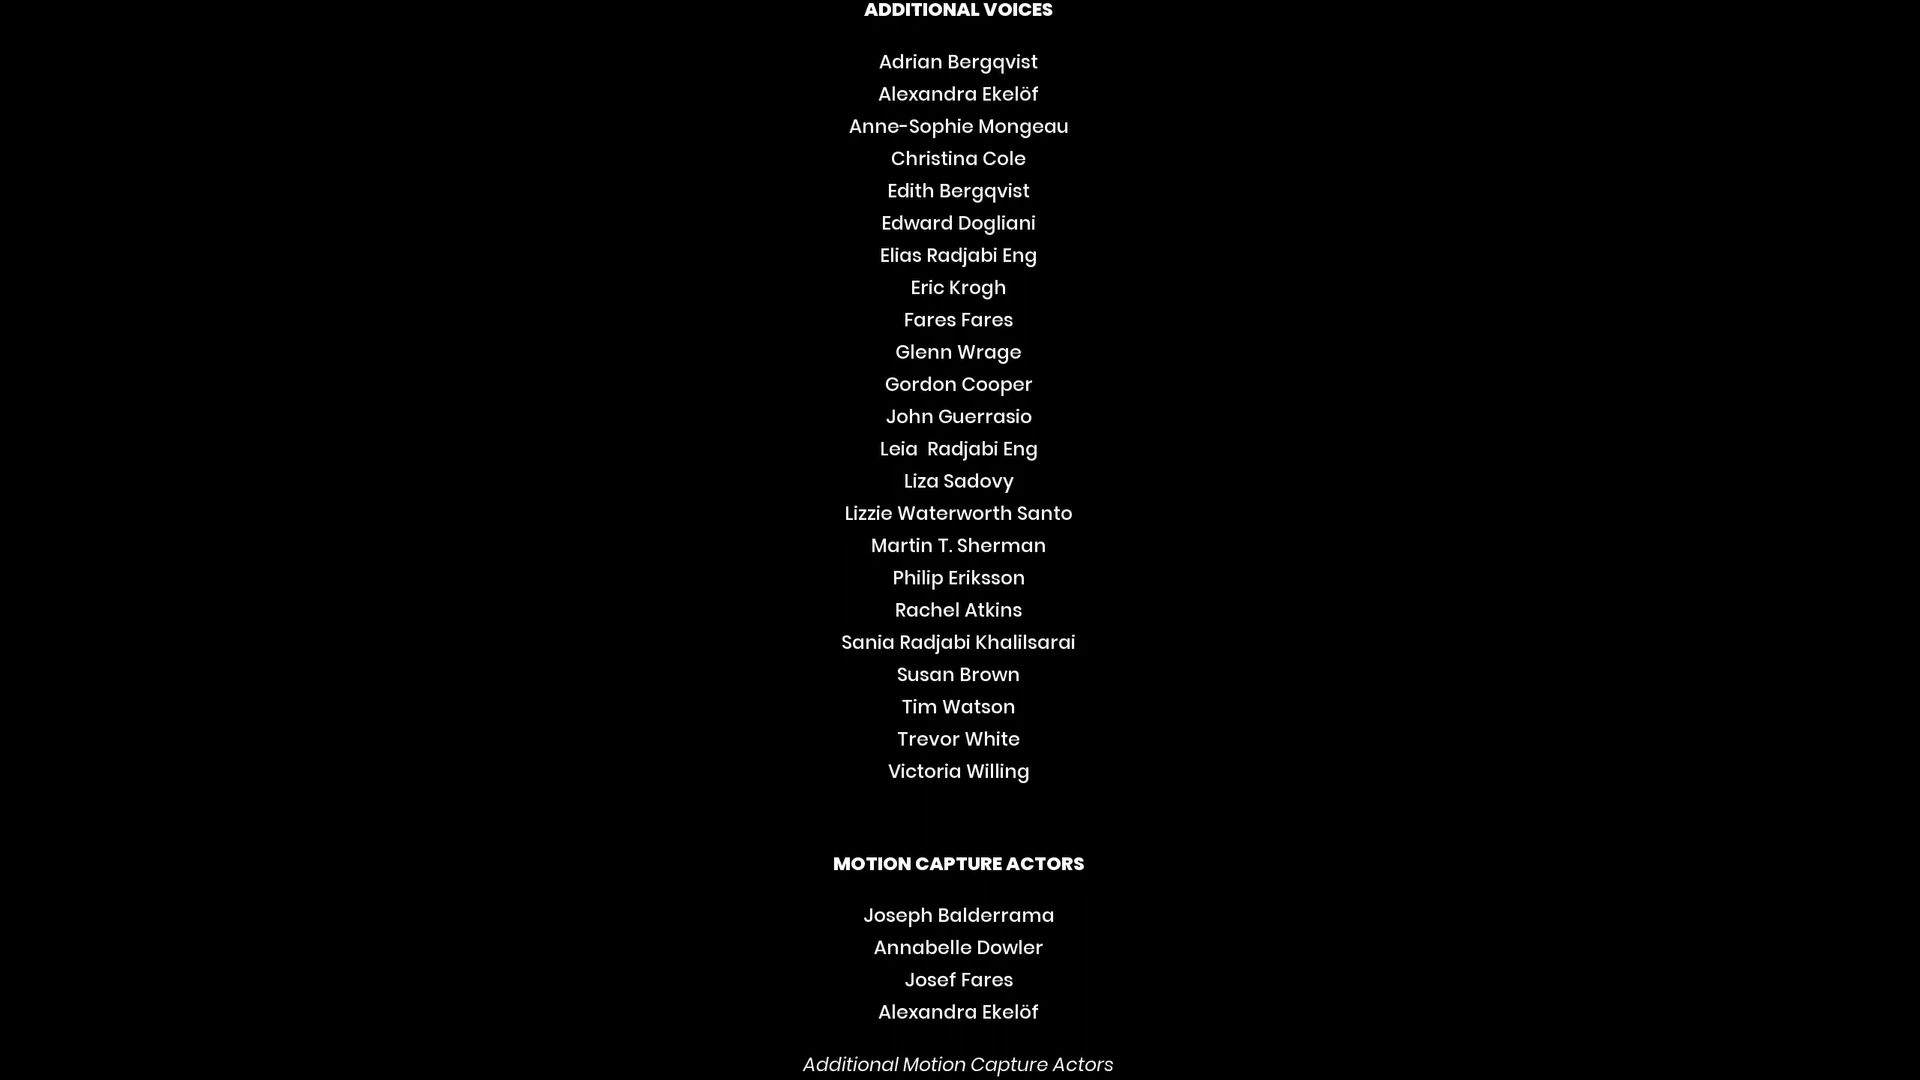 ADDITIONAL VOICES
Adrian Bergqvist
Alexandra Ekelöf
Anne-Sophie Mongeau
Christina Cole
Edith Bergqvist
Edward Dogliani
Elias Radjabi Eng
Eric Krogh
Fares Fares
Glenn Wrage
Gordon Cooper
John Guerrasio
Leia  Radjabi Eng
Liza Sadovy
Lizzie Waterworth Santo
Martin T. Sherman
Philip Eriksson
Rachel Atkins
Sania Radjabi Khalilsarai
Susan Brown
Tim Watson
Trevor White
Victoria Willing
MOTION CAPTURE ACTORS
Joseph Balderrama
Annabelle Dowler
Josef Fares
Alexandra Ekelöf
Additional Motion Capture Actors